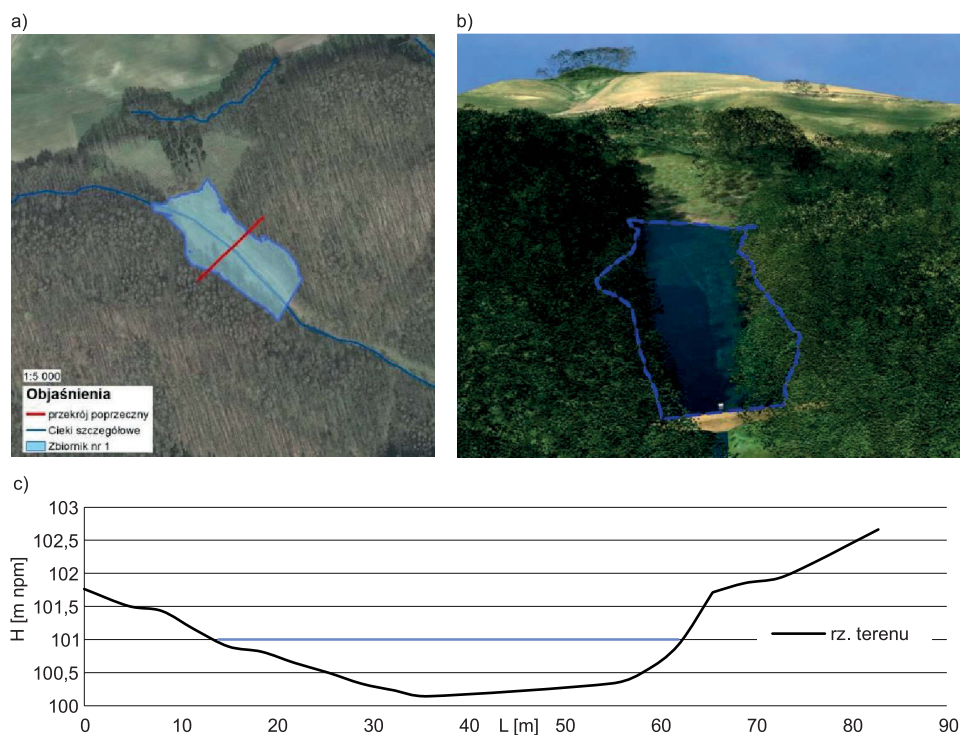 a)
b)
1:5 000
Objaśnienia
przekrój poprzeczny
Cieki szczegółowe
Zbiornik nr 1
c)
103
102,5
102
101,5
101
100,5
100
H [m npm]
rz. terenu
0 10 20 30 40 L [m] 50 60 70 80 90